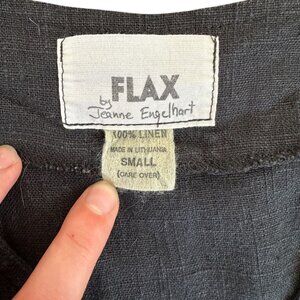 FLAX
by
Jeanne Engelhart
100% LINEN
MADE IN LITHUANIA
SMALL
(CARE OVER)